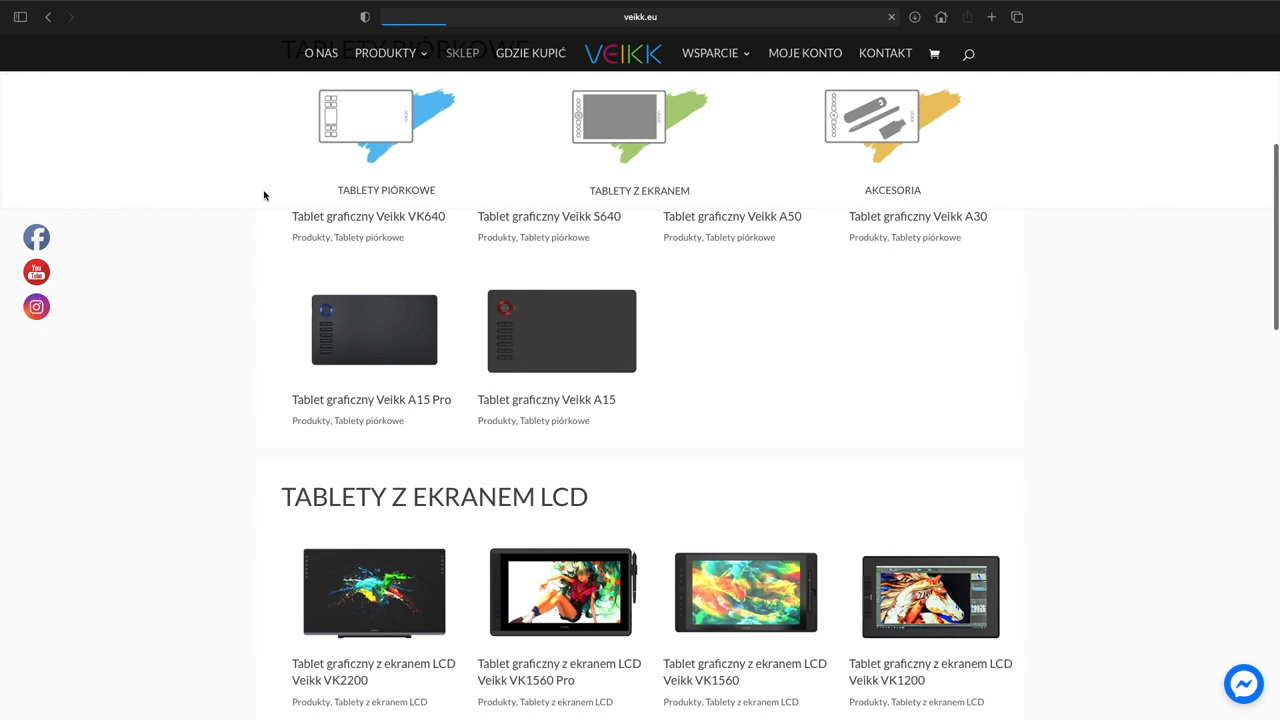 veikk.eu
TABLETY PIÓRKOWE
O NAS PRODUKTY SKLEP GDZIE KUPIĆ VEIKK WSPARCIE MOJE KONTO KONTAKT
TABLETY PIÓRKOWE TABLETY Z EKRANEM AKCESORIA
Tablet graficzny Veikk VK640 Tablet graficzny Veikk S640 Tablet graficzny Veikk A50 Tablet graficzny Veikk A30
Produkty, Tablety piórkowe Produkty, Tablety piórkowe Produkty, Tablety piórkowe Produkty, Tablety piórkowe
You
Tube
Tablet graficzny Veikk A15 Pro Tablet graficzny Veikk A15
Produkty, Tablety piórkowe Produkty, Tablety piórkowe
TABLETY Z EKRANEM LCD
Tablet graficzny z ekranem LCD Tablet graficzny z ekranem LCD Tablet graficzny z ekranem LCD Tablet graficzny z ekranem LCD
Veikk VK2200 Veikk VK1560 Pro Veikk VK1560 Veikk VK1200
Produkty, Tablety z ekranem LCD Produkty, Tablety z ekranem LCD Produkty, Tablety z ekranem LCD Produkty, Tablety z ekranem LCD